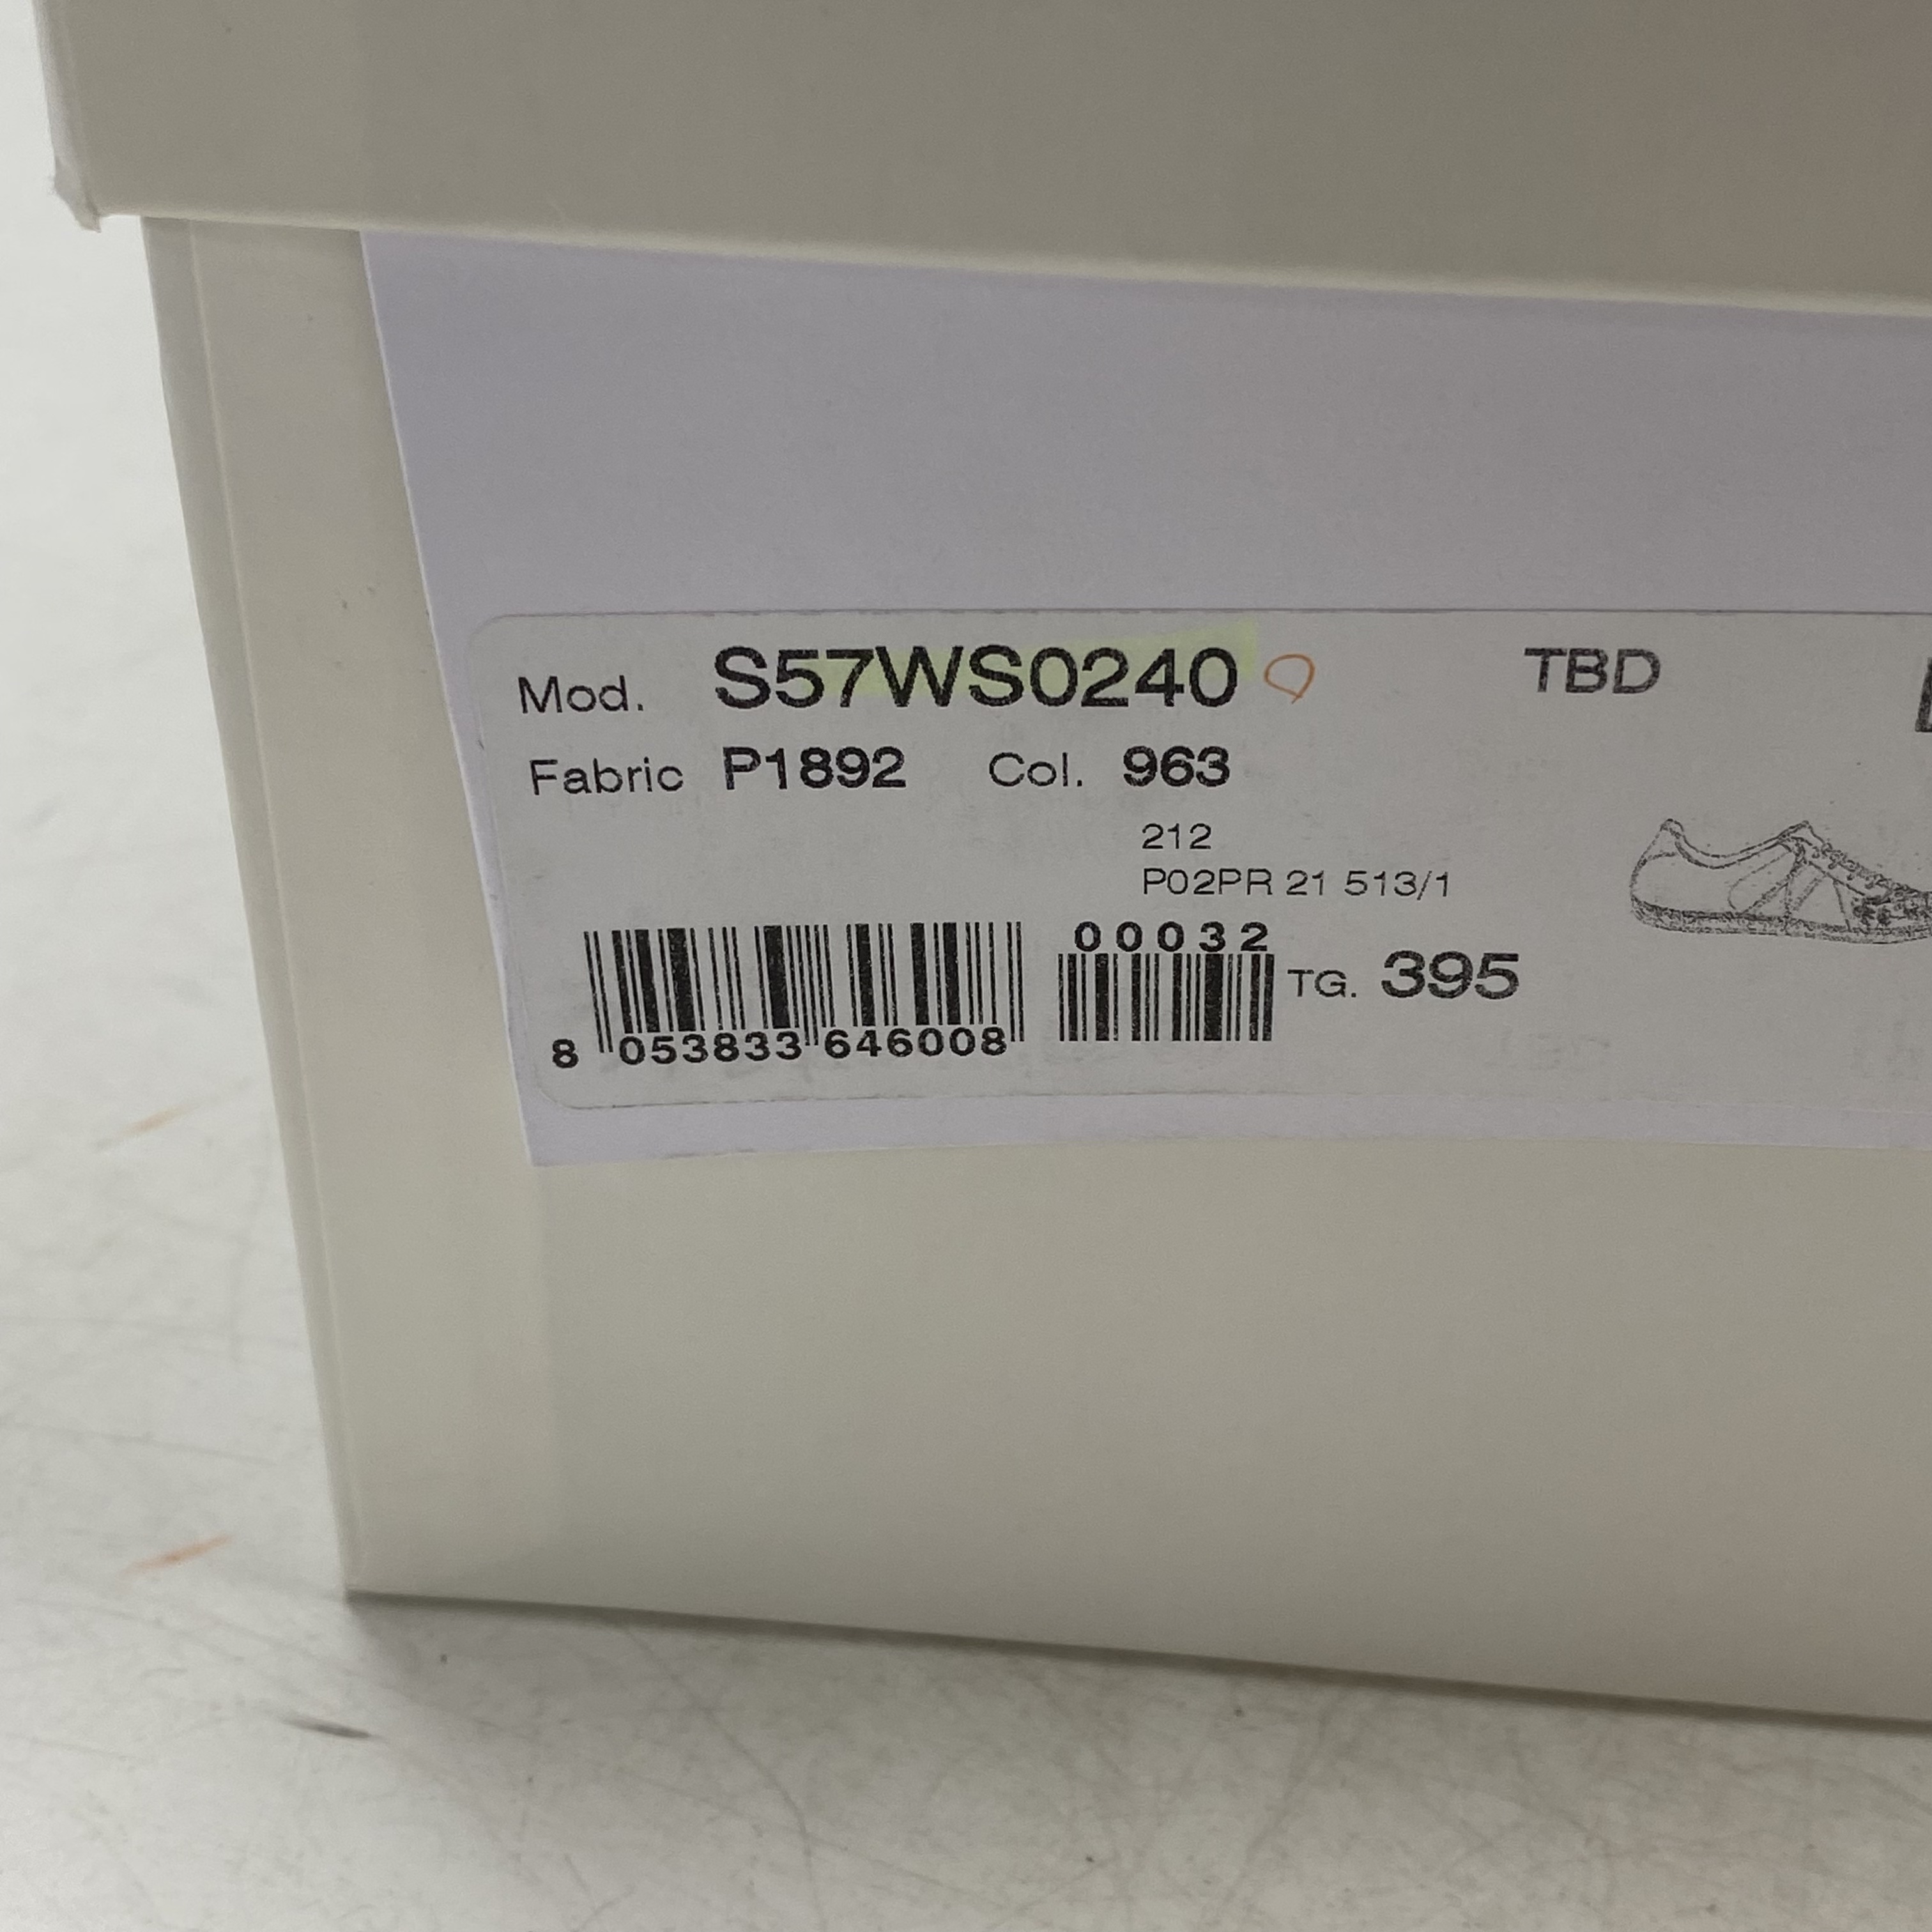 Mod. S57WS0240 TBD
Fabric P1892 Col. 963
212
P02PR 21 513/1
00032
TG. 395
8 053833 646008